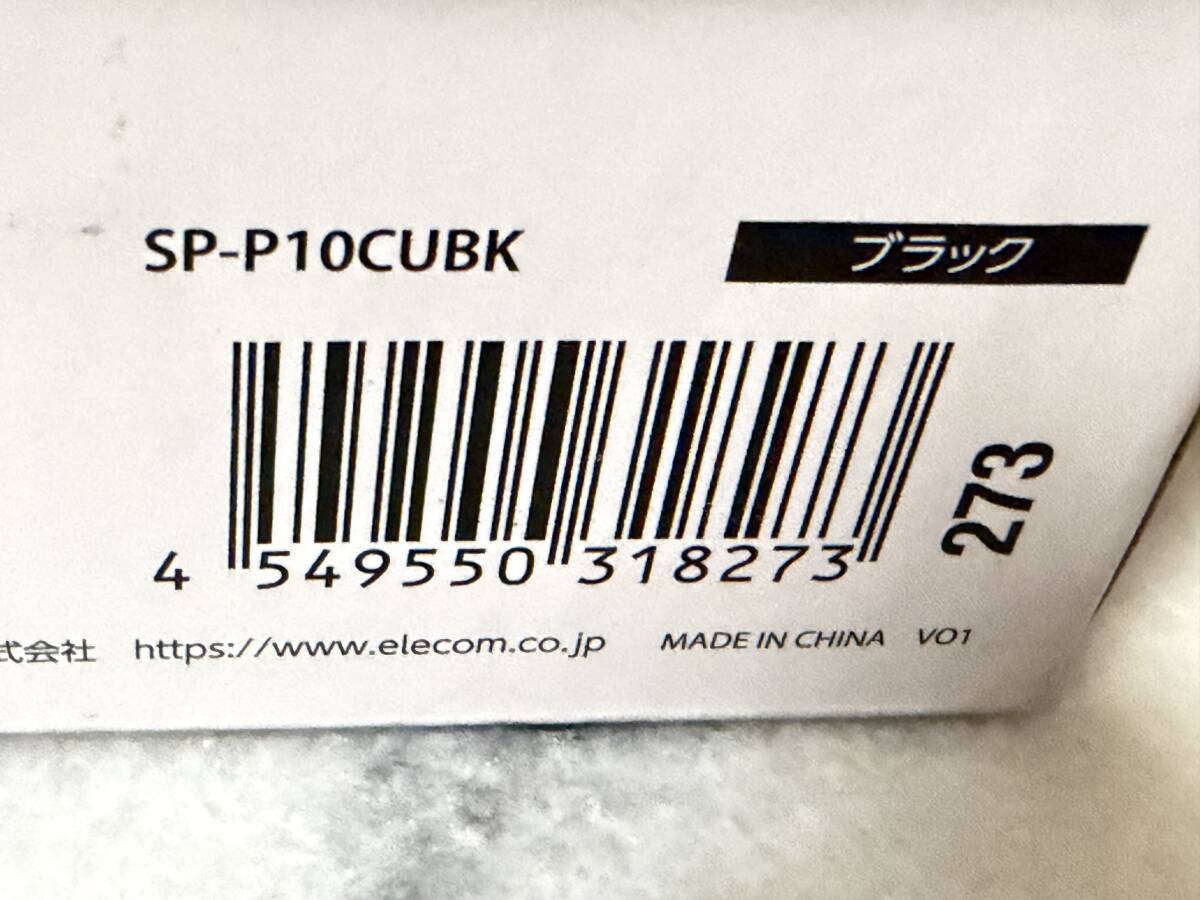 SP-P10CUBK
ブラック
4 549550 318273
273
式会社 https://www.elecom.co.jp MADE IN CHINA V01